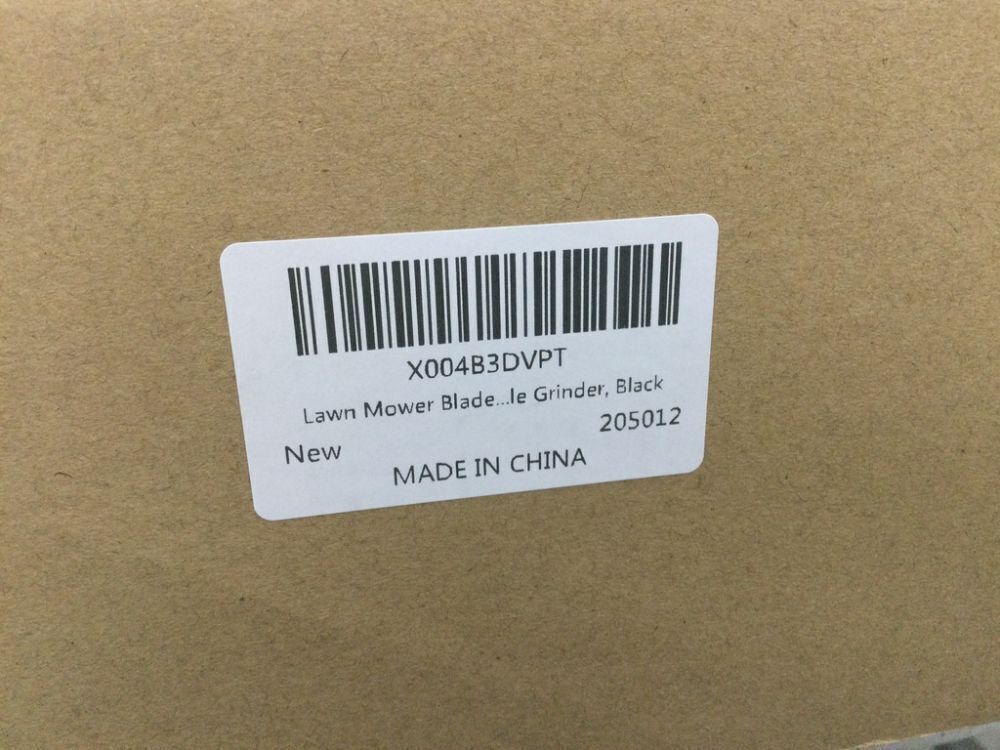 X004B3DVPT
Lawn Mower Blade...le Grinder, Black
New
205012
MADE IN CHINA